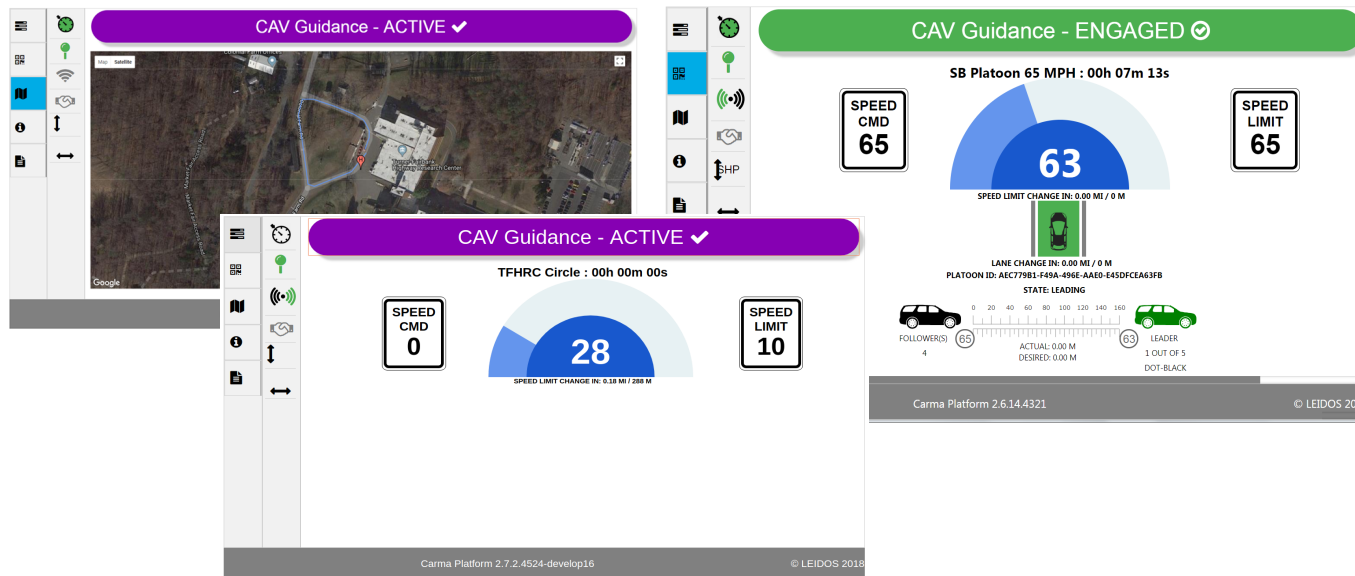 CAV Guidance - ACTIVE
Map Satellite
Turner-Fairbank
Highway Research Center
Google
CAV Guidance - ENGAGED
SB Platoon 65 MPH : 00h 07m 13s
SPEED
CMD
65
63
SPEED
LIMIT
65
SPEED LIMIT CHANGE IN: 0.00 MI / 0 M
SHP
LANE CHANGE IN: 0.00 MI / 0 M
PLATOON ID: AEC779B1-F49A-496E-AAE0-E45DFCEA63FB
STATE: LEADING
0 20 40 60 80 100 120 140 160
65
63
FOLLOWER(S)
4
ACTUAL: 0.00 M
DESIRED: 0.00 M
LEADER
1 OUT OF 5
DOT-BLACK
Carma Platform 2.6.14.4321
© LEIDOS 20
CAV Guidance - ACTIVE
TFHRC Circle : 00h 00m 00s
SPEED
CMD
0
28
SPEED
LIMIT
10
SPEED LIMIT CHANGE IN: 0.18 MI / 288 M
Carma Platform 2.7.2.4524-develop16
© LEIDOS 2018